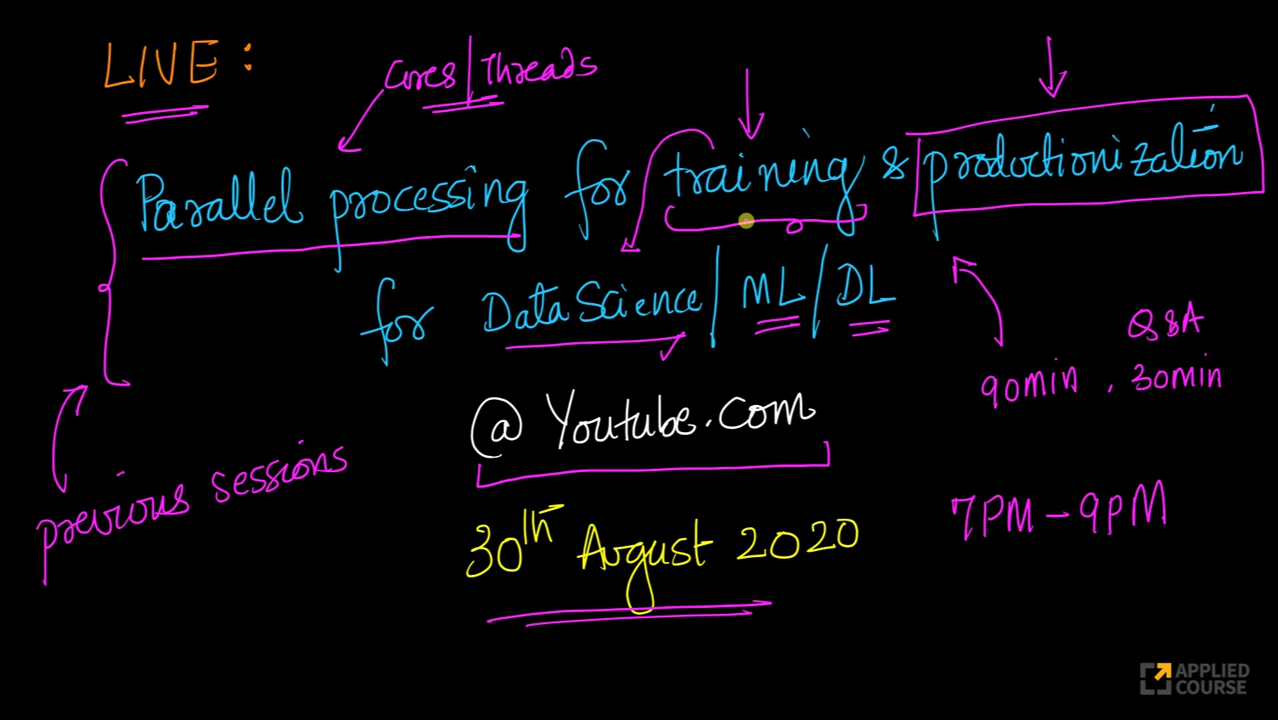 LIVE :
Cores/Threads
Parallel processing for training & productionization
for Data Science / ML / DL
Q&A
90min , 30min
@ Youtube.com
previous sessions
7PM - 9PM
30th August 2020
APPLIED
COURSE